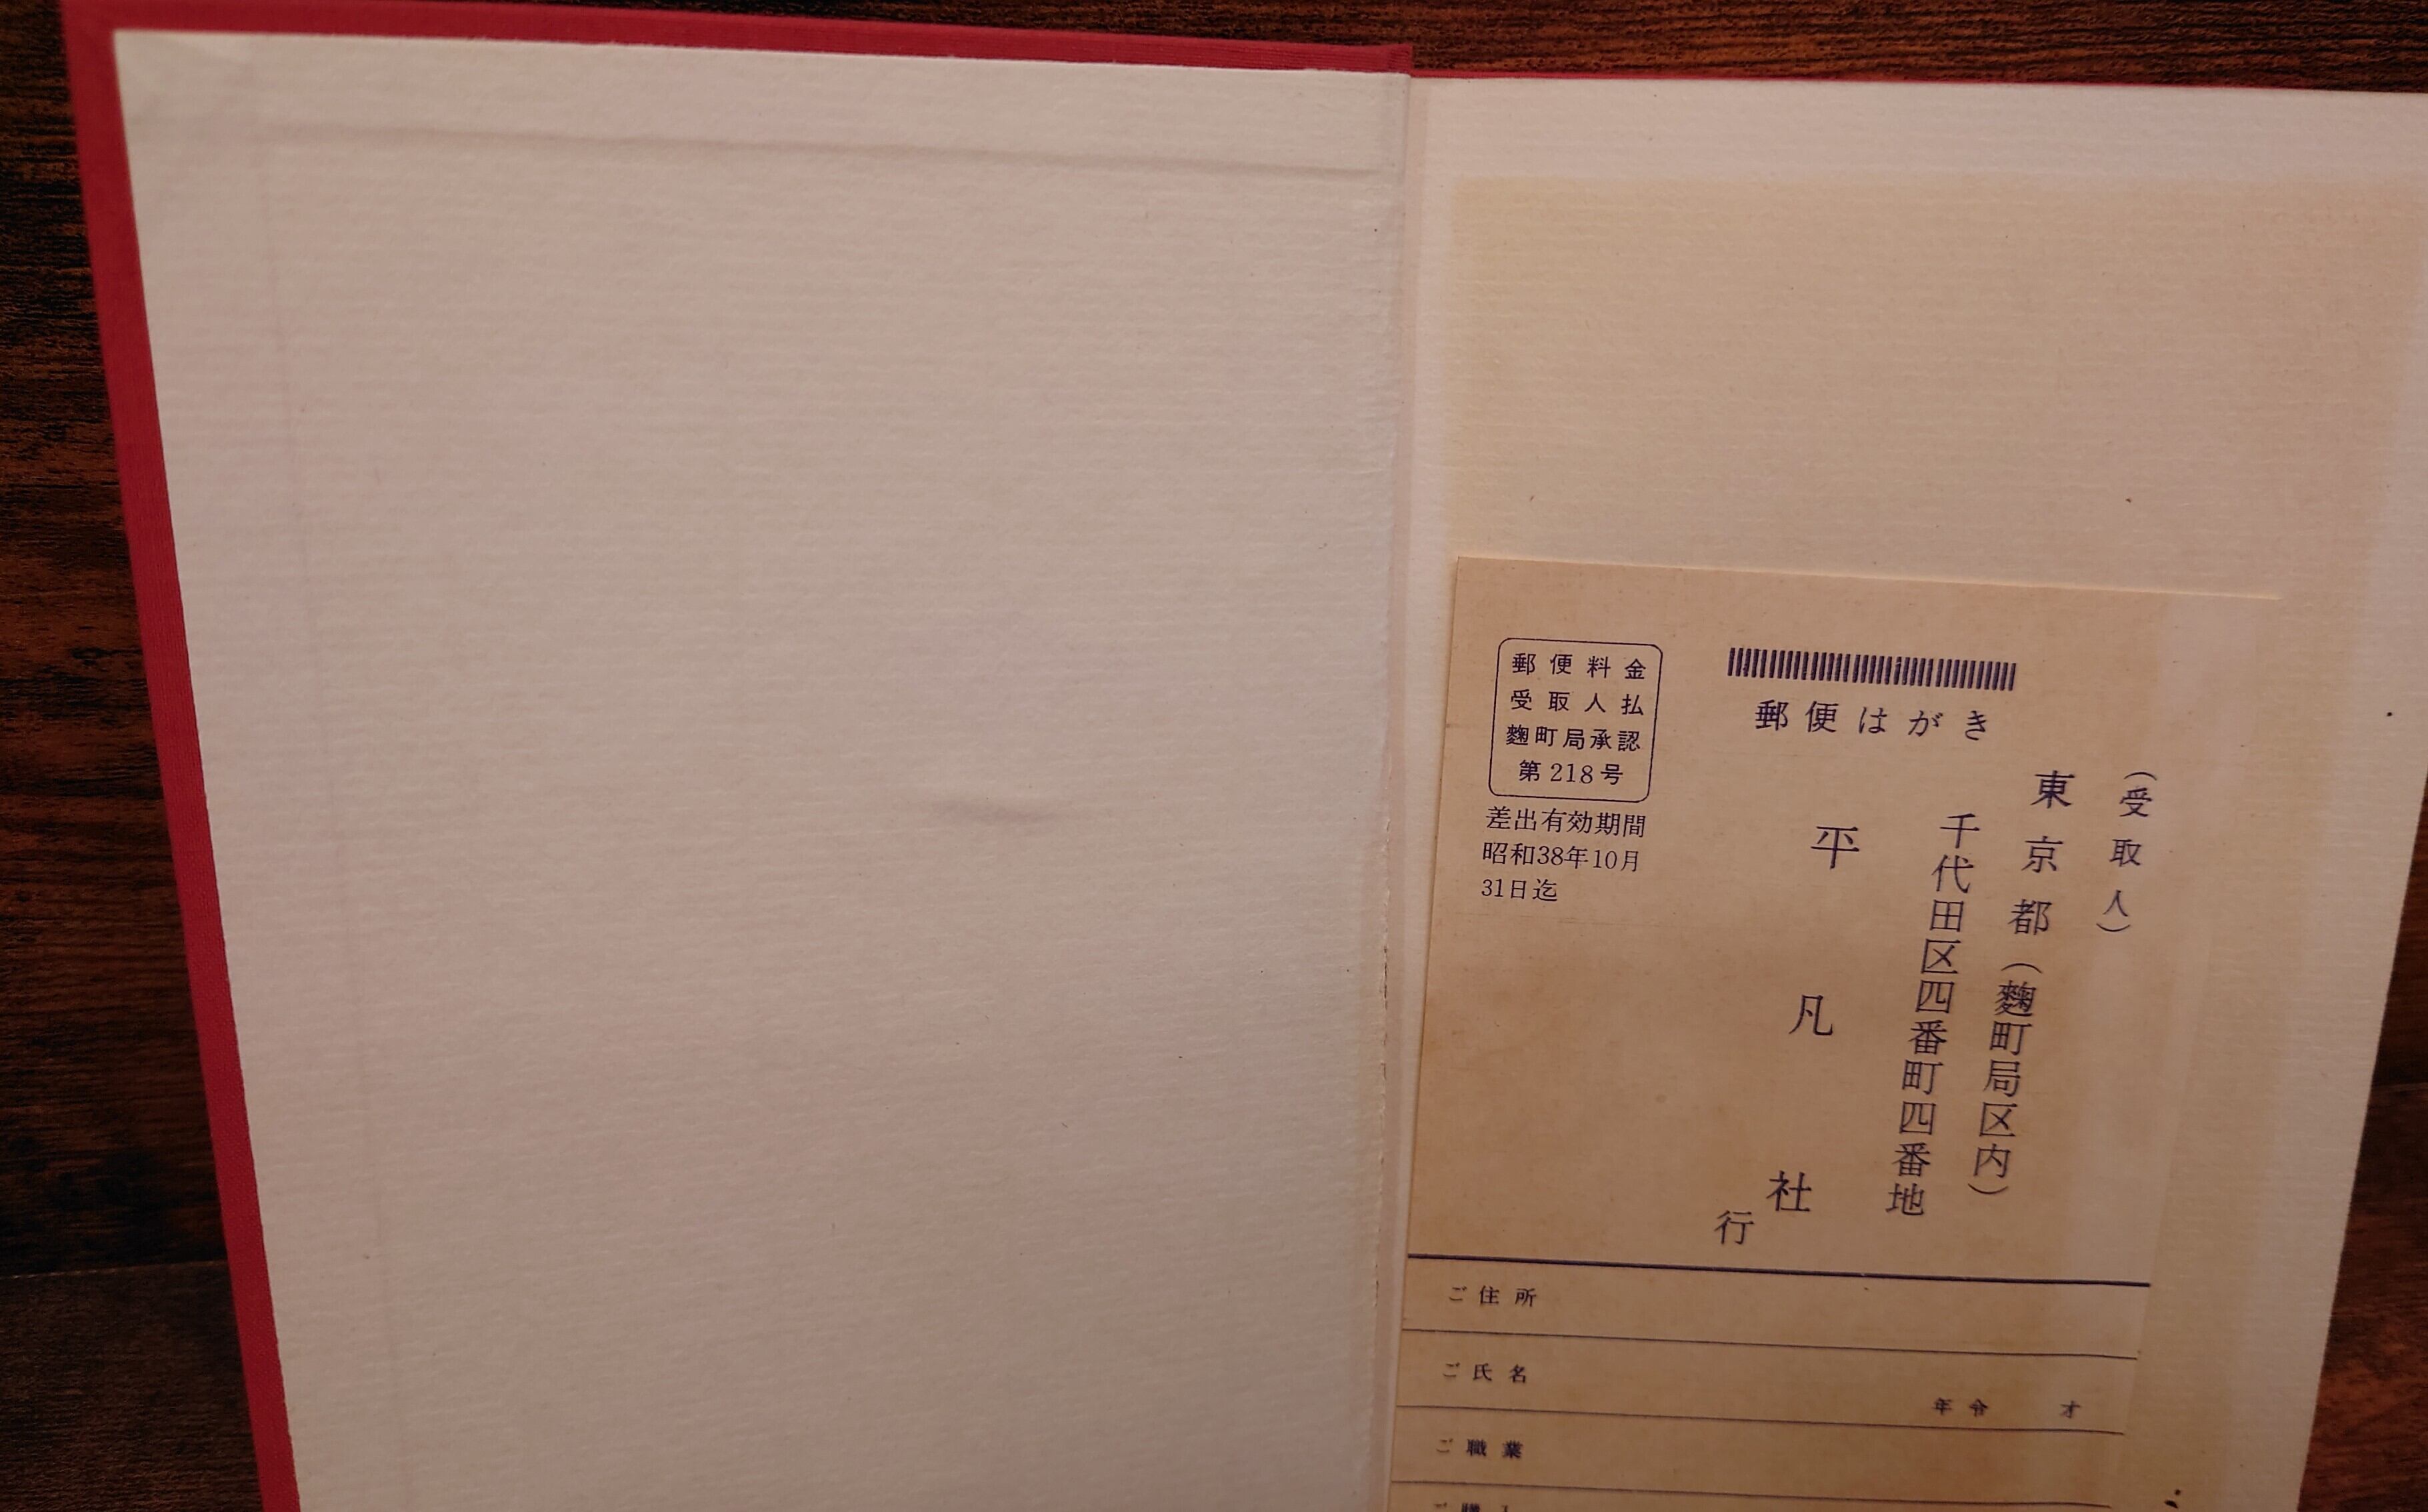 郵便料金
受取人払
麴町局承認
第218号
差出有効期間
昭和38年10月
31日迄
郵便はがき
(受取人)
東京都(麴町局区内)
千代田区四番町四番地
平凡社
行
ご住所
ご氏名
年令 才
ご職業